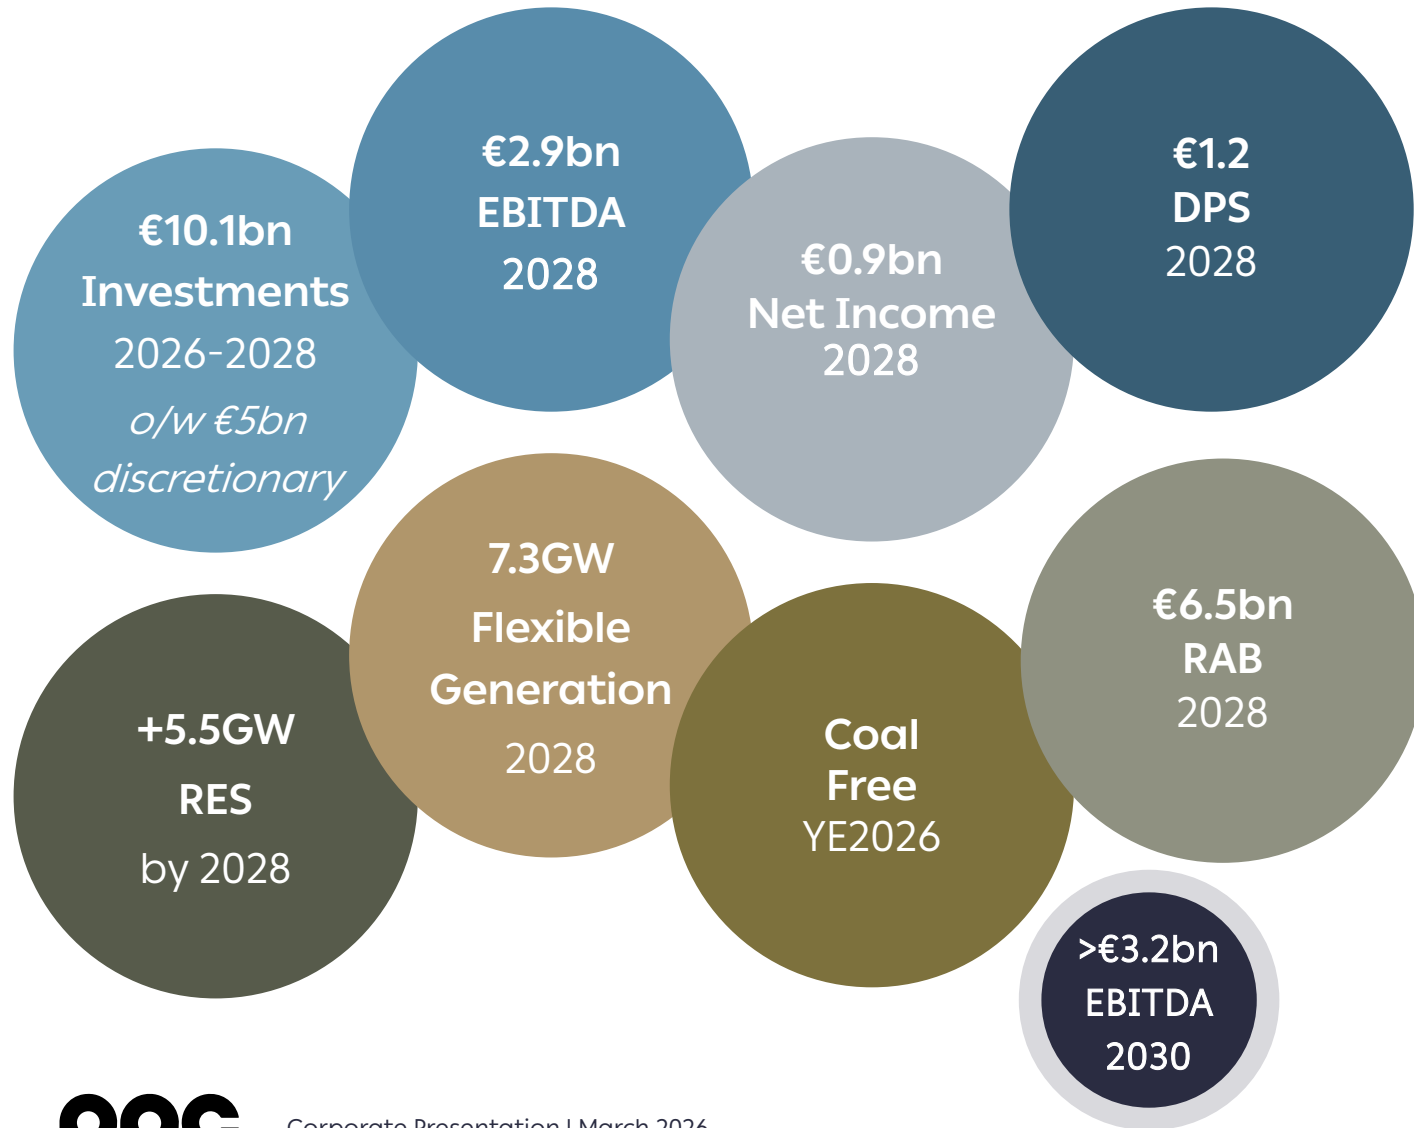 €10.1bn
Investments
2026-2028
o/w €5bn
discretionary
€2.9bn
EBITDA
2028
€0.9bn
Net Income
2028
€1.2
DPS
2028
+5.5GW
RES
by 2028
7.3GW
Flexible
Generation
2028
Coal
Free
YE2026
€6.5bn
RAB
2028
>€3.2bn
EBITDA
2030
Corporate Presentation | March 2026